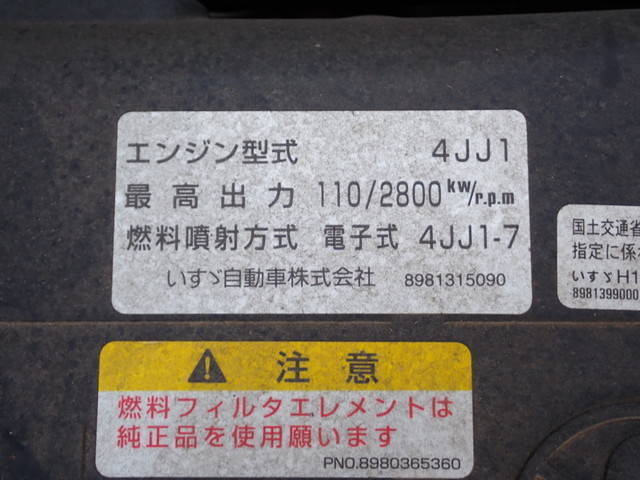 エンジン型式 4JJ1
最高出力 110/2800 kW/r.p.m
燃料噴射方式 電子式 4JJ1-7
いすゞ自動車株式会社 8981315090
国土交通省
指定に係
いすゞH1
8981399000
注意
燃料フィルタエレメントは
純正品を使用願います
PNO.8980365360